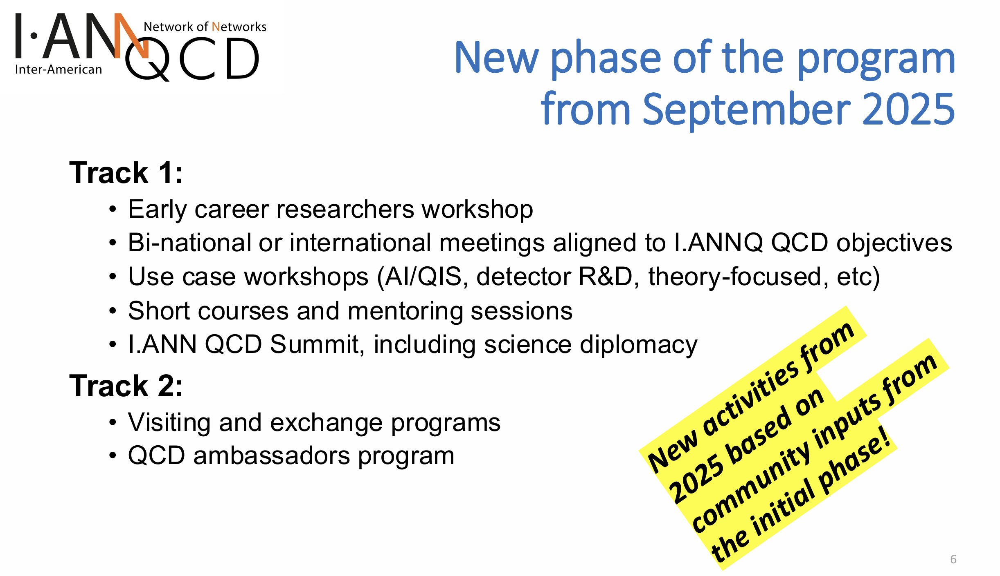 I·ANN Network of Networks
QCD
Inter-American
New phase of the program
from September 2025
Track 1:
• Early career researchers workshop
• Bi-national or international meetings aligned to I.ANNQ QCD objectives
• Use case workshops (AI/QIS, detector R&D, theory-focused, etc)
• Short courses and mentoring sessions
• I.ANN QCD Summit, including science diplomacy
Track 2:
• Visiting and exchange programs
• QCD ambassadors program
New activities from
2025 based on
community inputs from
the initial phase!
6